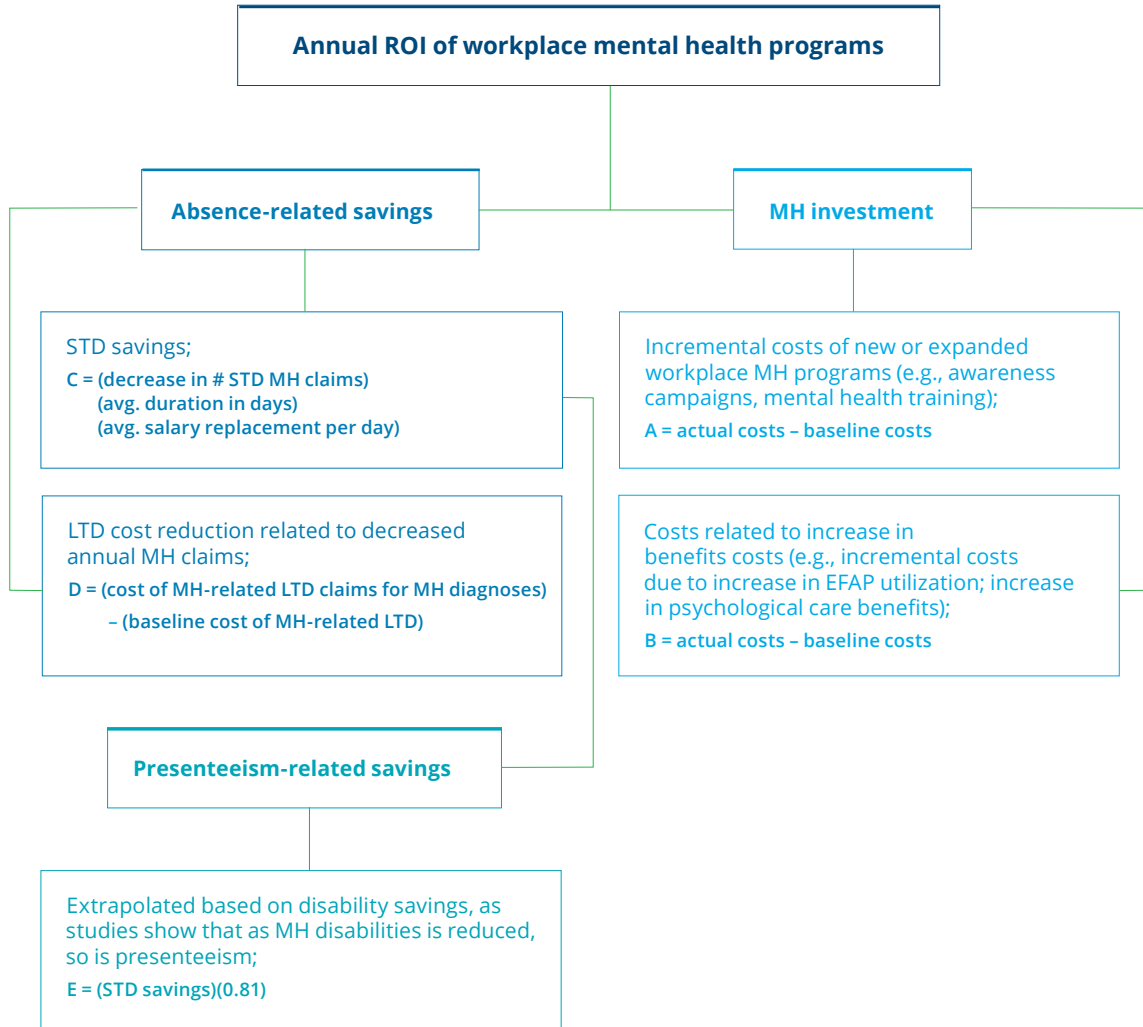 Annual ROI of workplace mental health programs
Absence-related savings
MH investment
STD savings;
C = (decrease in # STD MH claims)
(avg. duration in days)
(avg. salary replacement per day)
Incremental costs of new or expanded
workplace MH programs (e.g., awareness
campaigns, mental health training);
A = actual costs – baseline costs
LTD cost reduction related to decreased
annual MH claims;
D = (cost of MH-related LTD claims for MH diagnoses)
– (baseline cost of MH-related LTD)
Costs related to increase in
benefits costs (e.g., incremental costs
due to increase in EFAP utilization; increase
in psychological care benefits);
B = actual costs – baseline costs
Presenteeism-related savings
Extrapolated based on disability savings, as
studies show that as MH disabilities is reduced,
so is presenteeism;
E = (STD savings)(0.81)